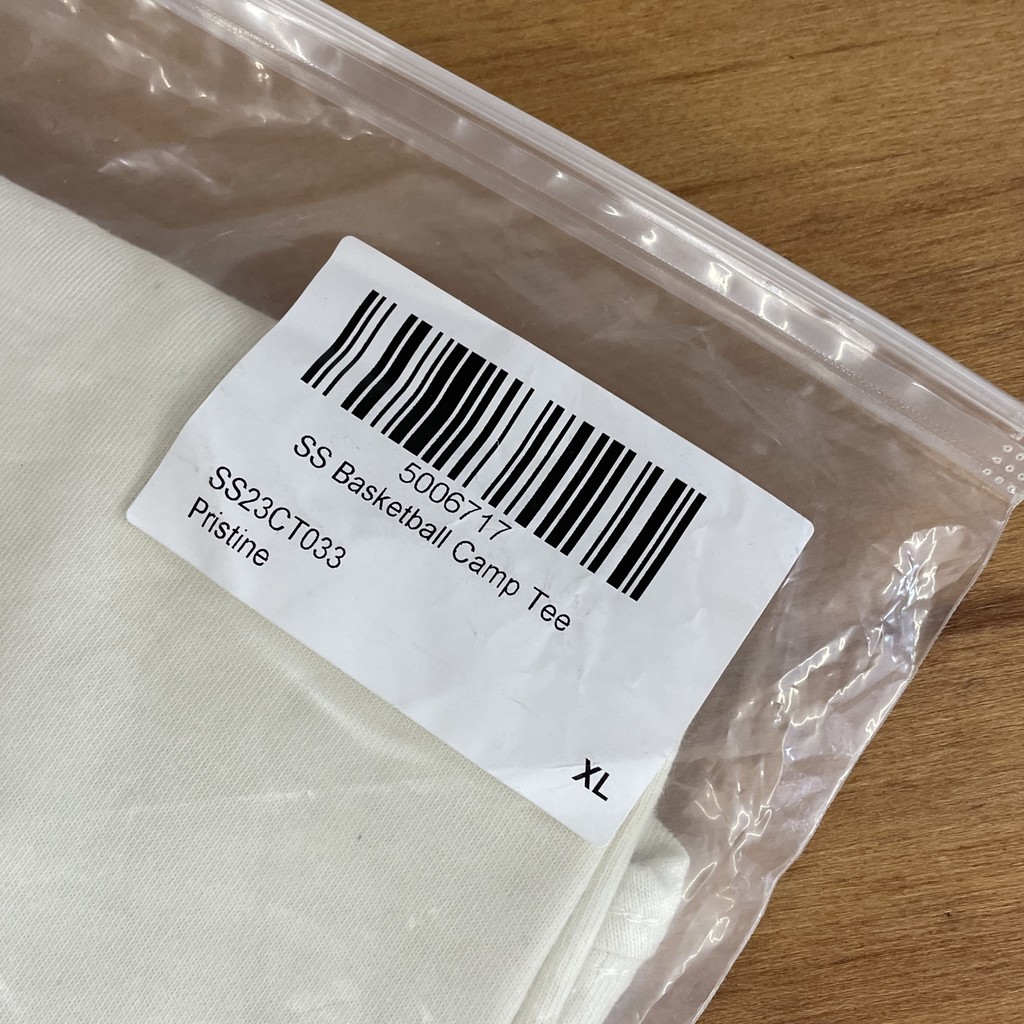 5006717
SS Basketball Camp Tee
SS23CT033
Pristine
XL